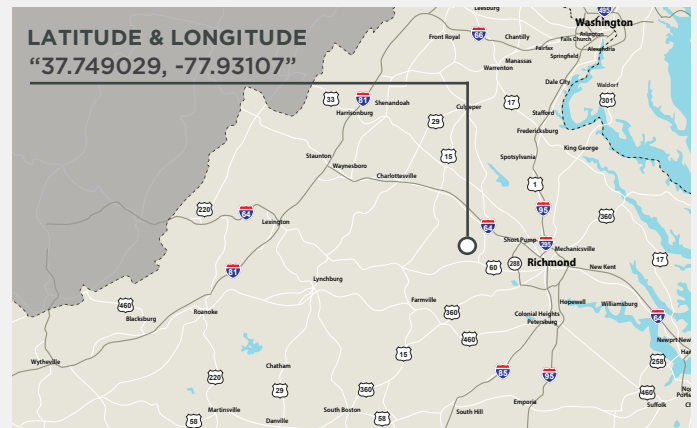 LATITUDE & LONGITUDE
“37.749029, -77.93107”
Leesburg
495
Washington
Front Royal
66
Chantilly
Falls Church
Arlington
Fairfax
Alexandria
Manassas
Springfield
Warrenton
Dale City
Waldorf
33
81
Shenandoah
Harrisonburg
Culpeper
17
301
Stafford
29
Fredericksburg
King George
15
Spotsylvania
Staunton
Waynesboro
Charlottesville
1
220
64
Lexington
95
360
64
Short Pump
295
Mechanicsville
288
Richmond
60
17
81
New Kent
Lynchburg
460
Farmville
Hopewell
Williamsburg
Blacksburg
Roanoke
360
Colonial Heights
Petersburg
64
460
Newport New
15
258
Wytheville
Chatham
85
95
220
29
360
460
Emporia
Suffolk
Martinsville
South Boston
58
South Hill
58
Danville